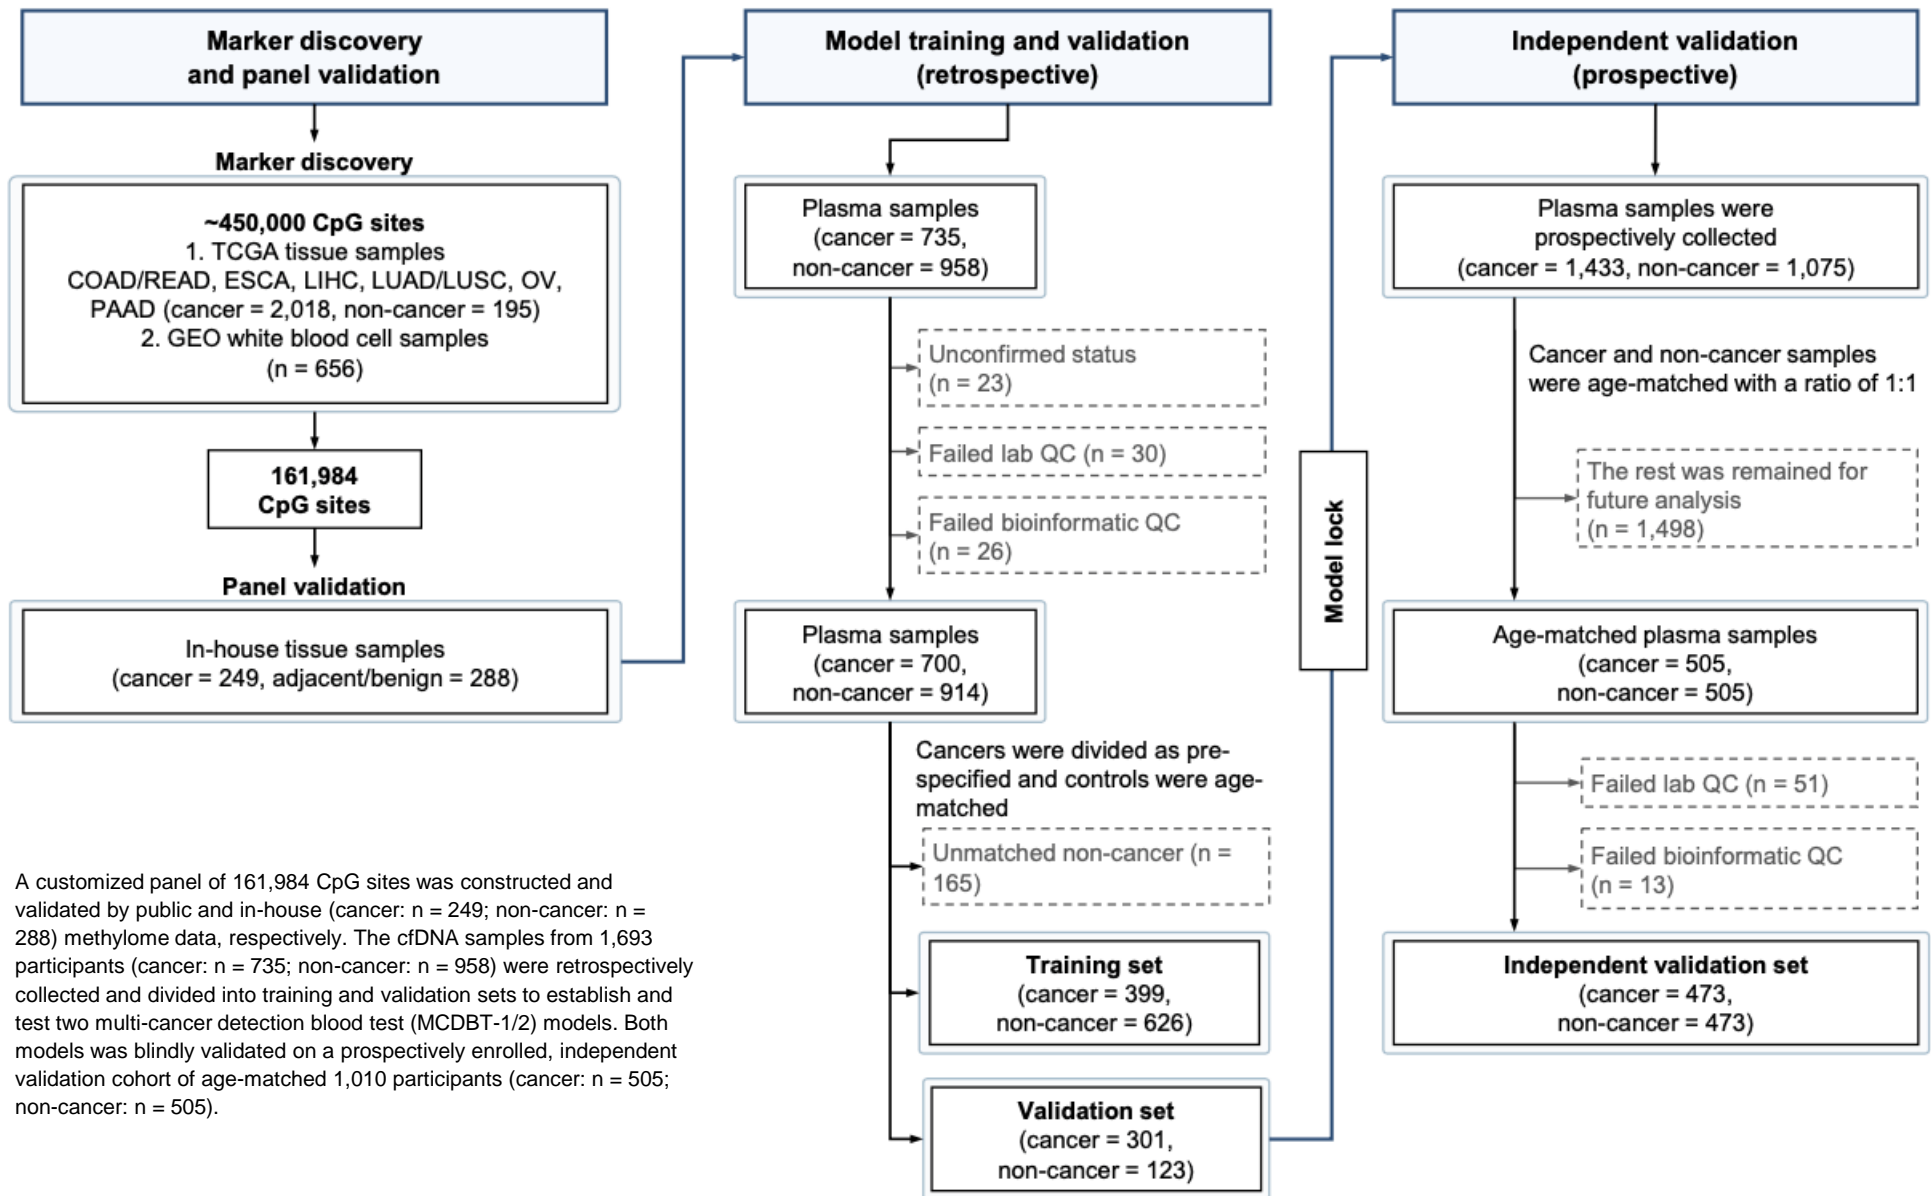 Marker discovery
and panel validation
Marker discovery
~450,000 CpG sites
1. TCGA tissue samples
COAD/READ, ESCA, LIHC, LUAD/LUSC, OV,
PAAD (cancer = 2,018, non-cancer = 195)
2. GEO white blood cell samples
(n = 656)
161,984
CpG sites
Panel validation
In-house tissue samples
(cancer = 249, adjacent/benign = 288)
A customized panel of 161,984 CpG sites was constructed and
validated by public and in-house (cancer: n = 249; non-cancer: n =
288) methylome data, respectively. The cfDNA samples from 1,693
participants (cancer: n = 735; non-cancer: n = 958) were retrospectively
collected and divided into training and validation sets to establish and
test two multi-cancer detection blood test (MCDBT-1/2) models. Both
models was blindly validated on a prospectively enrolled, independent
validation cohort of age-matched 1,010 participants (cancer: n = 505;
non-cancer: n = 505).
Model training and validation
(retrospective)
Plasma samples
(cancer = 735,
non-cancer = 958)
Unconfirmed status
(n = 23)
Failed lab QC (n = 30)
Failed bioinformatic QC
(n = 26)
Plasma samples
(cancer = 700,
non-cancer = 914)
Cancers were divided as pre-
specified and controls were age-
matched
Unmatched non-cancer (n =
165)
Training set
(cancer = 399,
non-cancer = 626)
Validation set
(cancer = 301,
non-cancer = 123)
Model lock
Independent validation
(prospective)
Plasma samples were
prospectively collected
(cancer = 1,433, non-cancer = 1,075)
Cancer and non-cancer samples
were age-matched with a ratio of 1:1
The rest was remained for
future analysis
(n = 1,498)
Age-matched plasma samples
(cancer = 505,
non-cancer = 505)
Failed lab QC (n = 51)
Failed bioinformatic QC
(n = 13)
Independent validation set
(cancer = 473,
non-cancer = 473)